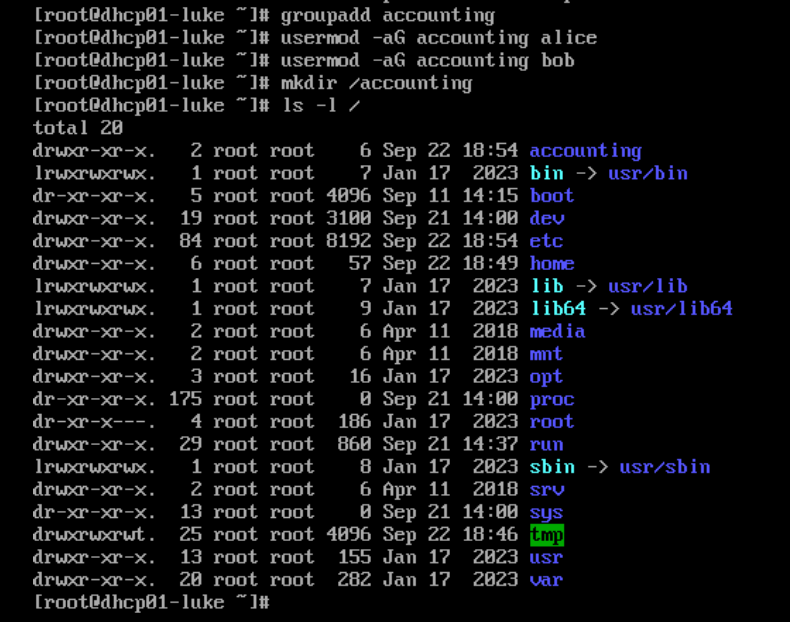 [root@dhcp01-luke ~]# groupadd accounting
[root@dhcp01-luke ~]# usermod -aG accounting alice
[root@dhcp01-luke ~]# usermod -aG accounting bob
[root@dhcp01-luke ~]# mkdir /accounting
[root@dhcp01-luke ~]# ls -l /
total 20
drwxr-xr-x.   2 root root    6 Sep 22 18:54 accounting
lrwxrwxrwx.   1 root root    7 Jan 17  2023 bin -> usr/bin
dr-xr-xr-x.   5 root root 4096 Sep 11 14:15 boot
drwxr-xr-x.  19 root root 3100 Sep 21 14:00 dev
drwxr-xr-x.  84 root root 8192 Sep 22 18:54 etc
drwxr-xr-x.   6 root root   57 Sep 22 18:49 home
lrwxrwxrwx.   1 root root    7 Jan 17  2023 lib -> usr/lib
lrwxrwxrwx.   1 root root    9 Jan 17  2023 lib64 -> usr/lib64
drwxr-xr-x.   2 root root    6 Apr 11  2018 media
drwxr-xr-x.   2 root root    6 Apr 11  2018 mnt
drwxr-xr-x.   3 root root   16 Jan 17  2023 opt
dr-xr-xr-x. 175 root root    0 Sep 21 14:00 proc
dr-xr-x---.   4 root root  186 Jan 17  2023 root
drwxr-xr-x.  29 root root  860 Sep 21 14:37 run
lrwxrwxrwx.   1 root root    8 Jan 17  2023 sbin -> usr/sbin
drwxr-xr-x.   2 root root    6 Apr 11  2018 srv
dr-xr-xr-x.  13 root root    0 Sep 21 14:00 sys
drwxrwxrwt.  25 root root 4096 Sep 22 18:46 tmp
drwxr-xr-x.  13 root root  155 Jan 17  2023 usr
drwxr-xr-x.  20 root root  282 Jan 17  2023 var
[root@dhcp01-luke ~]#